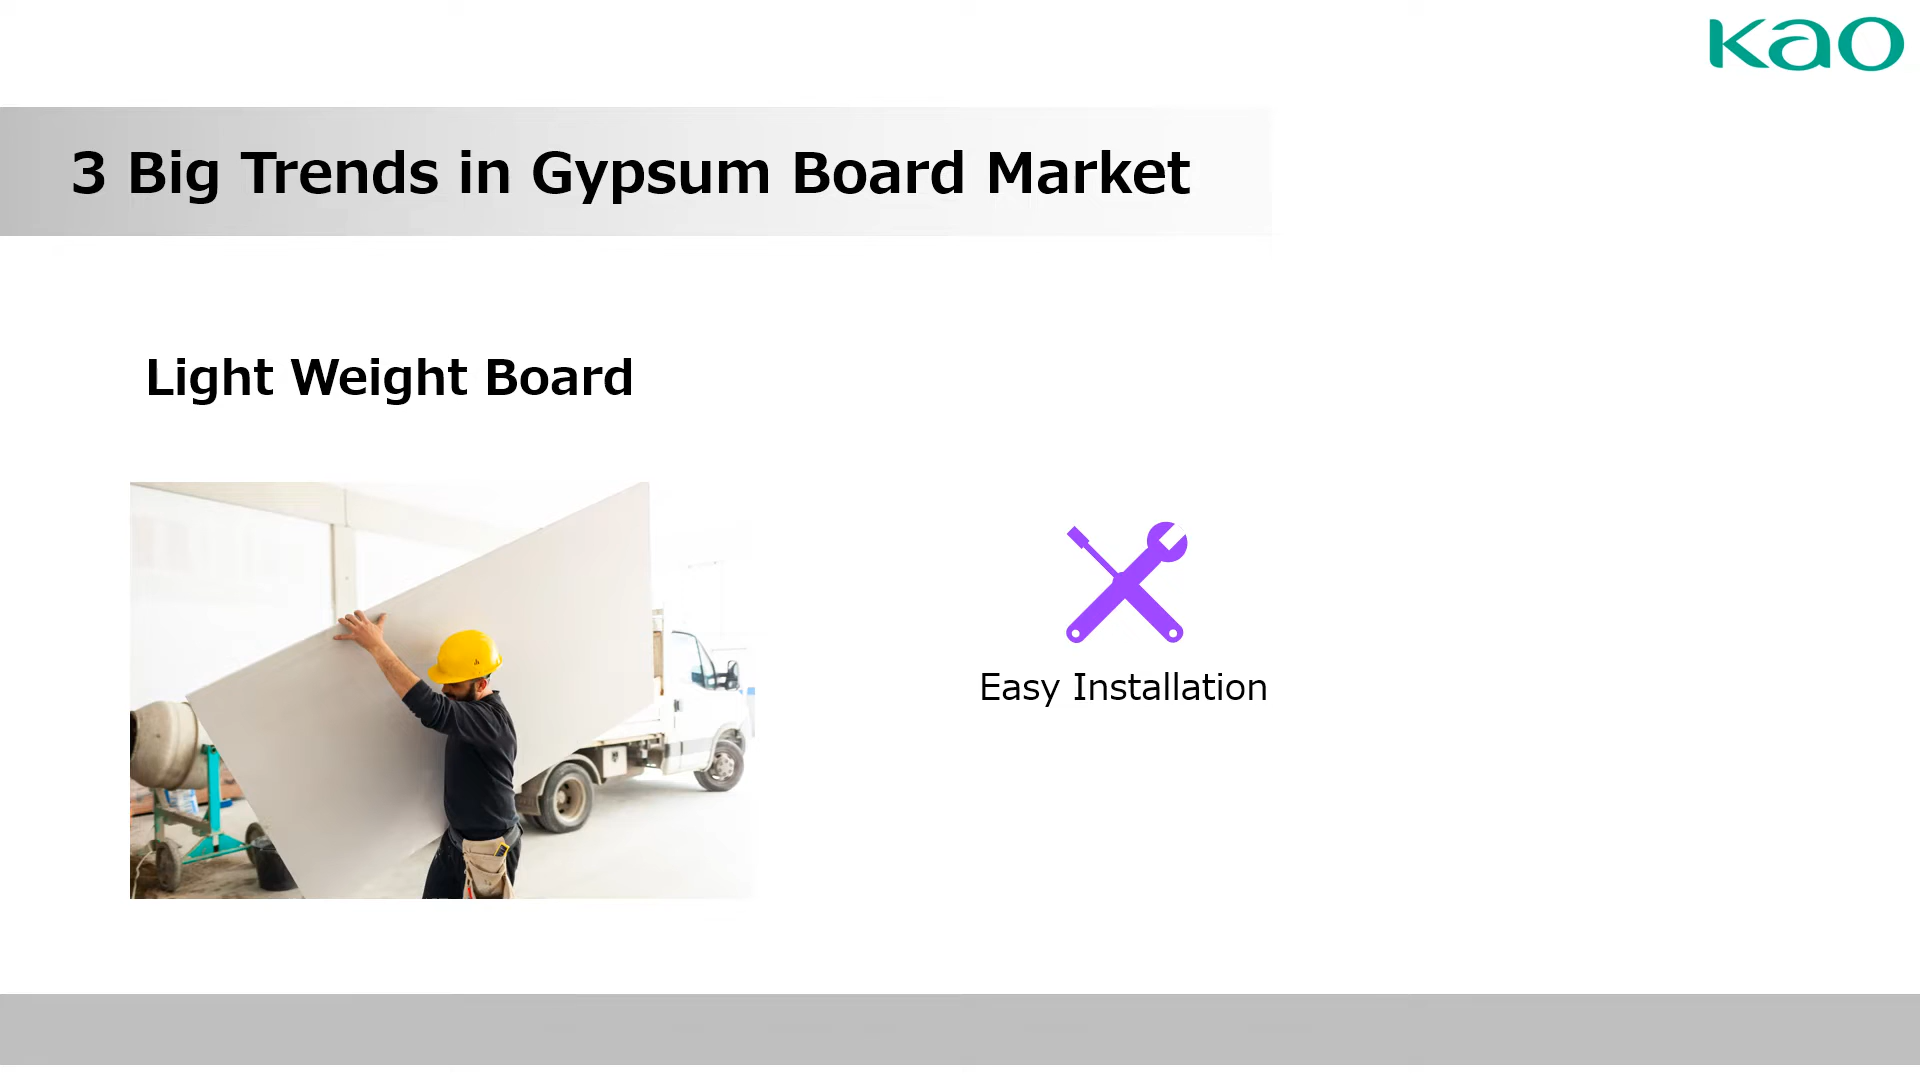 Kao
3 Big Trends in Gypsum Board Market
Light Weight Board
Easy Installation